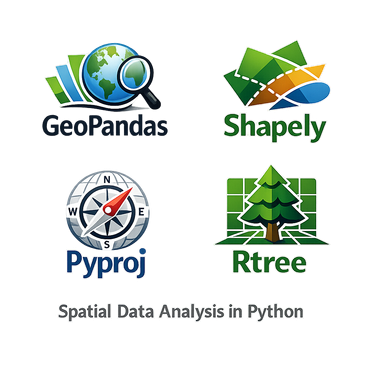 GeoPandas
Shapely
N
W E
S
Pyproj
Rtree
Spatial Data Analysis in Python